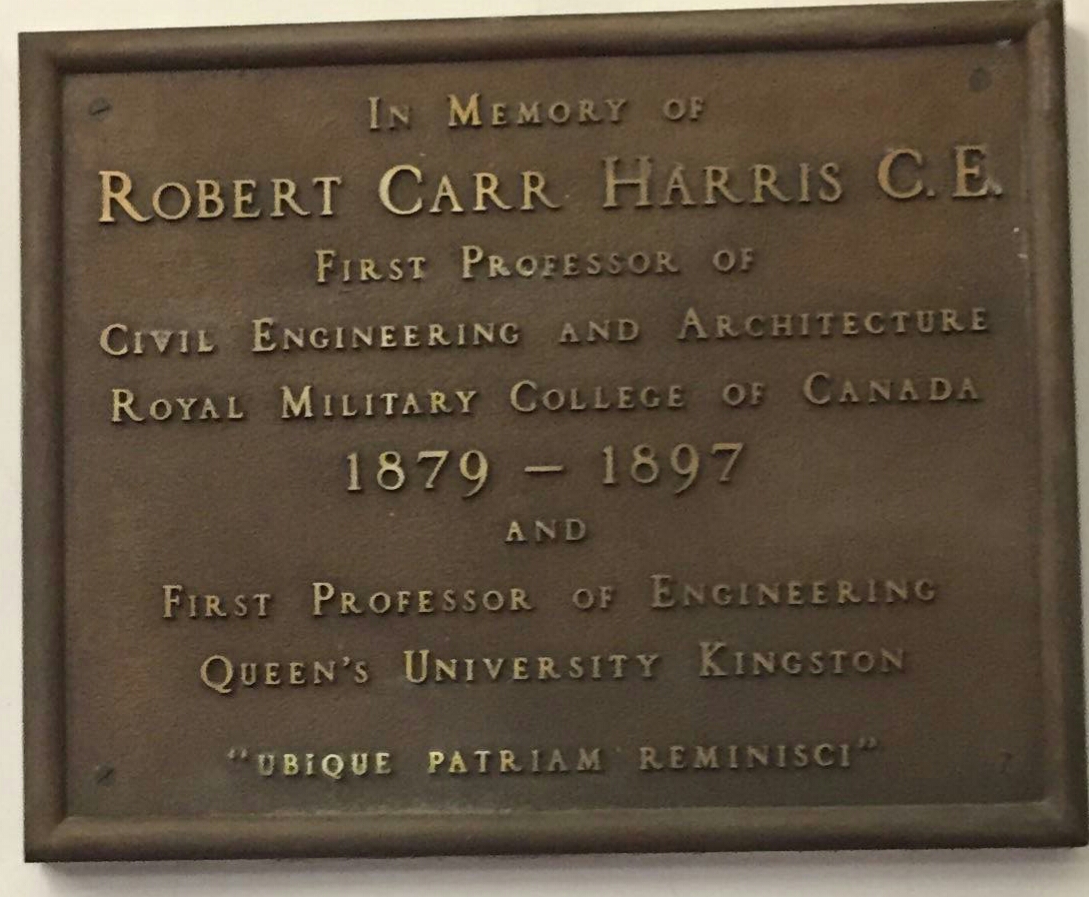 In Memory of
Robert Carr Harris C.E.
First Professor of
Civil Engineering and Architecture
Royal Military College of Canada
1879 – 1897
and
First Professor of Engineering
Queen's University Kingston
"UBIQUE PATRIAM REMINISCI"